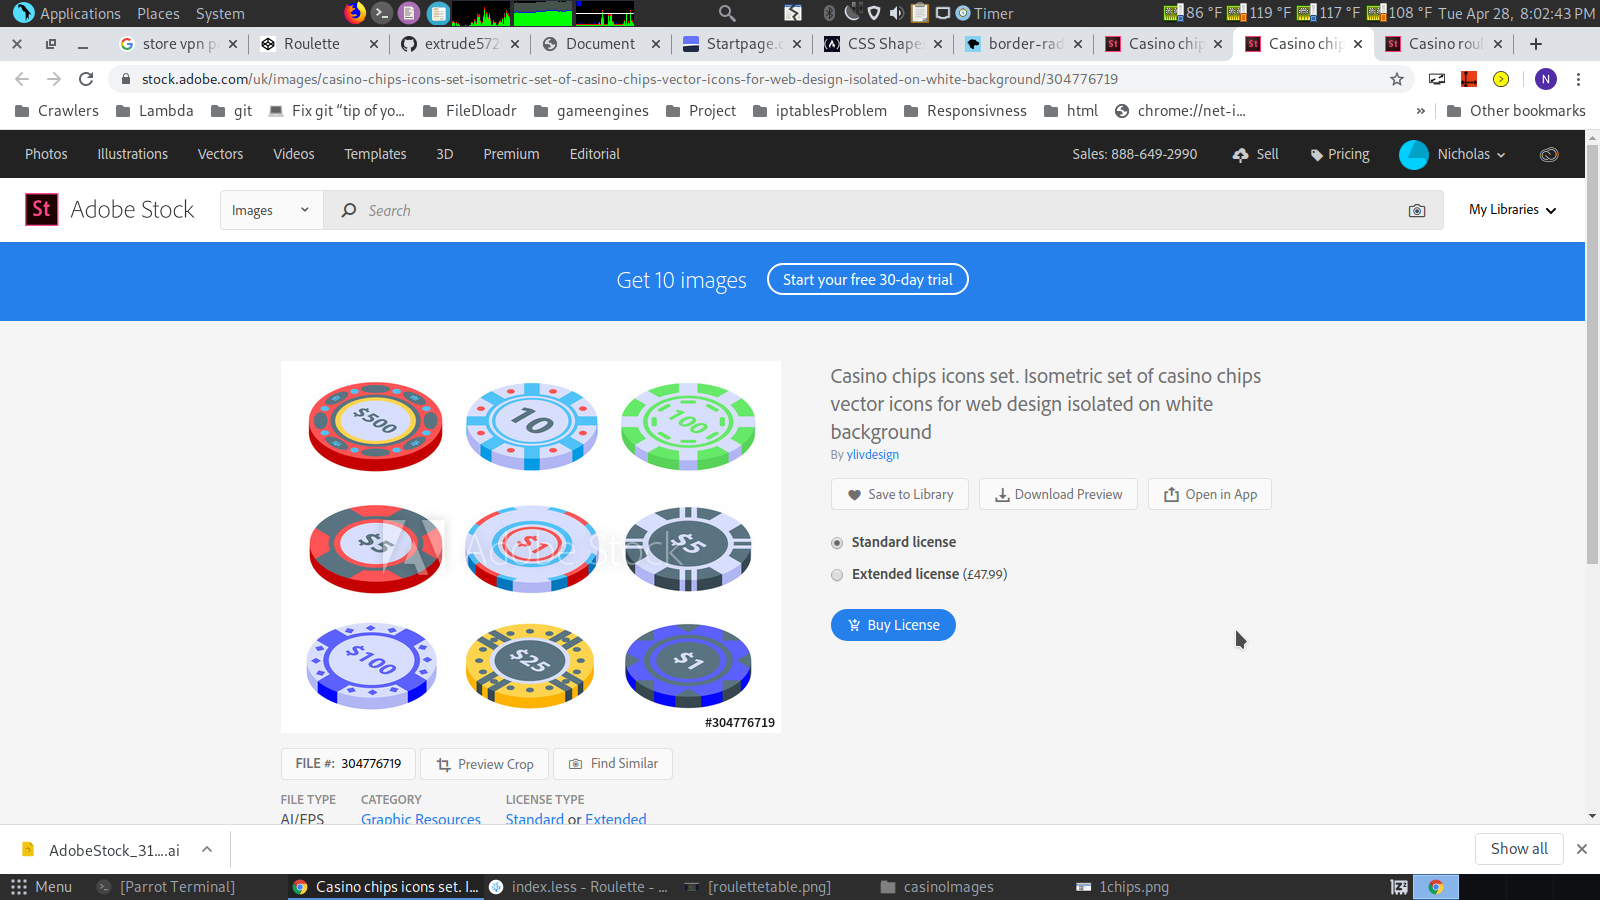 Applications Places System Timer 86 °F 119 °F 117 °F 108 °F Tue Apr 28, 8:02:43 PM
store vpn p Roulette extrude572 Document Startpage.c CSS Shape border-rad Casino chip Casino chip Casino roul
stock.adobe.com/uk/images/casino-chips-icons-set-isometric-set-of-casino-chips-vector-icons-for-web-design-isolated-on-white-background/304776719 N
Crawlers Lambda git Fix git “tip of yo... FileDloadr gameengines Project iptablesProblem Responsivness html chrome://net-i... » Other bookmarks
Photos Illustrations Vectors Videos Templates 3D Premium Editorial Sales: 888-649-2990 Sell Pricing Nicholas
St Adobe Stock Images Search My Libraries
Get 10 images Start your free 30-day trial
$500 10 100
Casino chips icons set. Isometric set of casino chips
vector icons for web design isolated on white
background
By ylivdesign
Save to Library Download Preview Open in App
$5 $1 $5
Adobe Stock
Standard license
Extended license (£47.99)
Buy License
$100 $25 $1
#304776719
FILE #: 304776719 Preview Crop Find Similar
FILE TYPE CATEGORY LICENSE TYPE
AI/EPS Graphic Resources Standard or Extended
AdobeStock_31....ai Show all
Menu [Parrot Terminal] Casino chips icons set. I... index.less - Roulette - ... [roulettetable.png] casinoImages 1chips.png